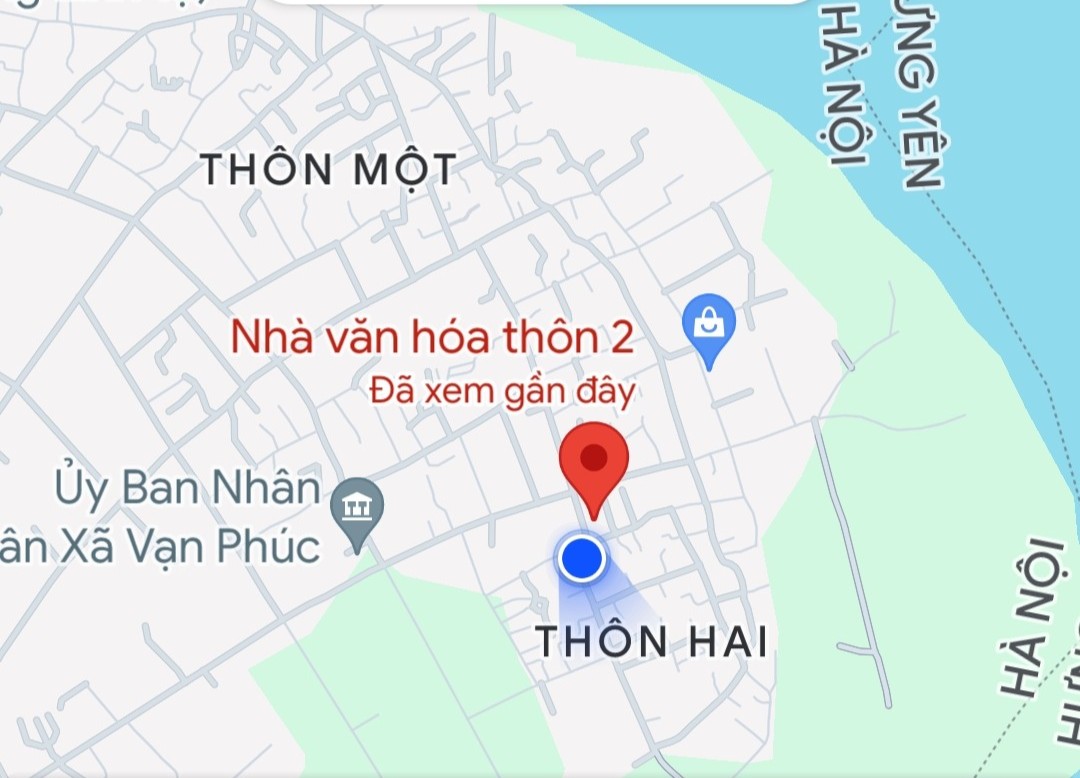 ƯNG YÊN
HÀ NỘI
THÔN MỘT
Nhà văn hóa thôn 2
Đã xem gần đây
Ủy Ban Nhân
ân Xã Vạn Phúc
THÔN HAI
HÀ NỘI